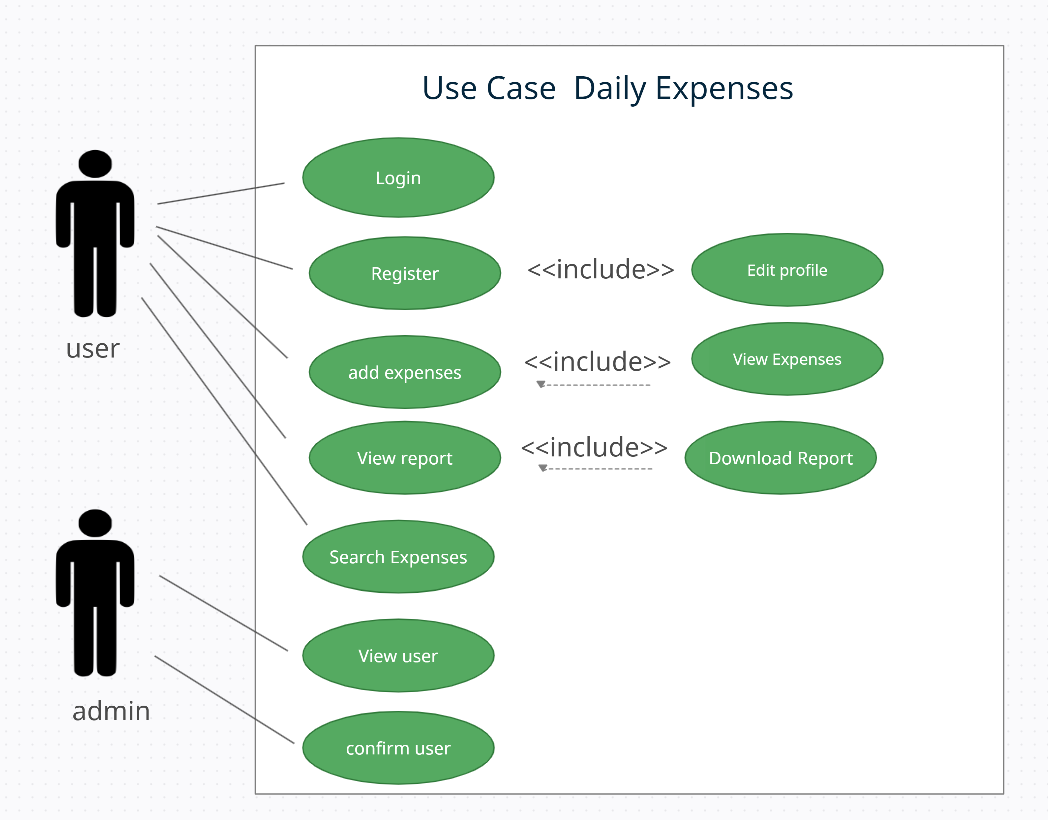 Use Case Daily Expenses
Login
Register
<<include>>
Edit profile
user
add expenses
<<include>>
View Expenses
View report
<<include>>
Download Report
Search Expenses
View user
admin
confirm user